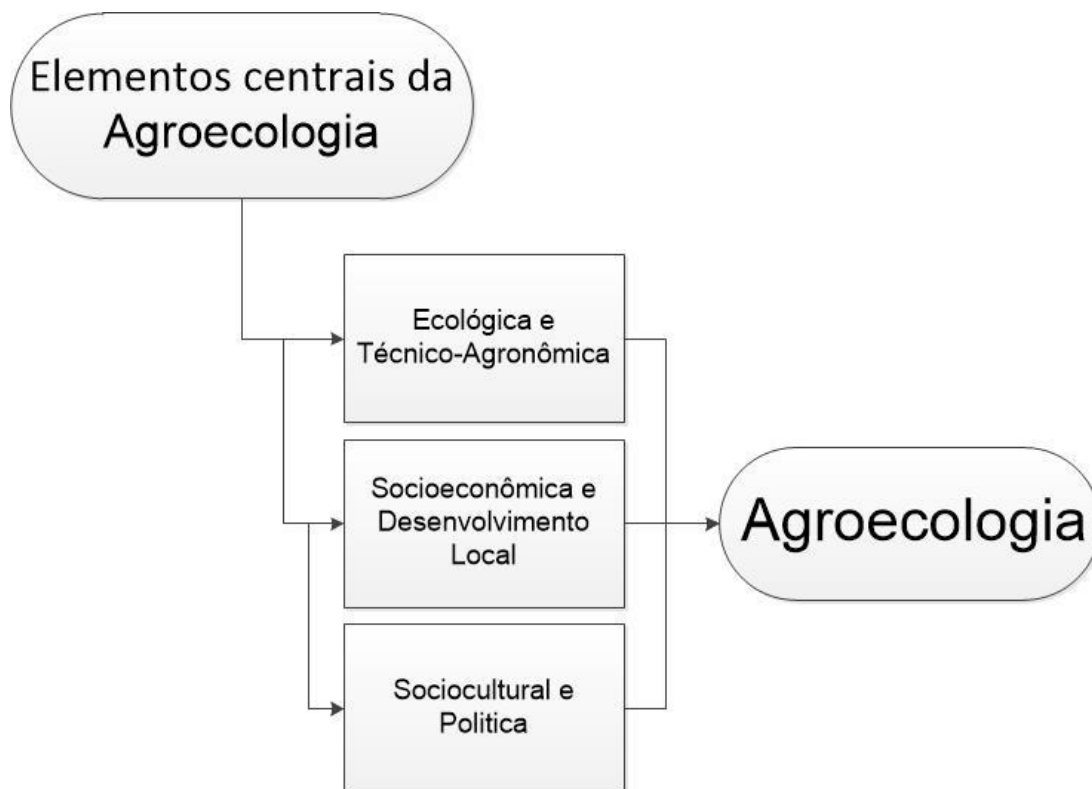 Elementos centrais da
Agroecologia
Ecológica e
Técnico-Agronômica
Socioeconômica e
Desenvolvimento
Local
Sociocultural e
Politica
Agroecologia